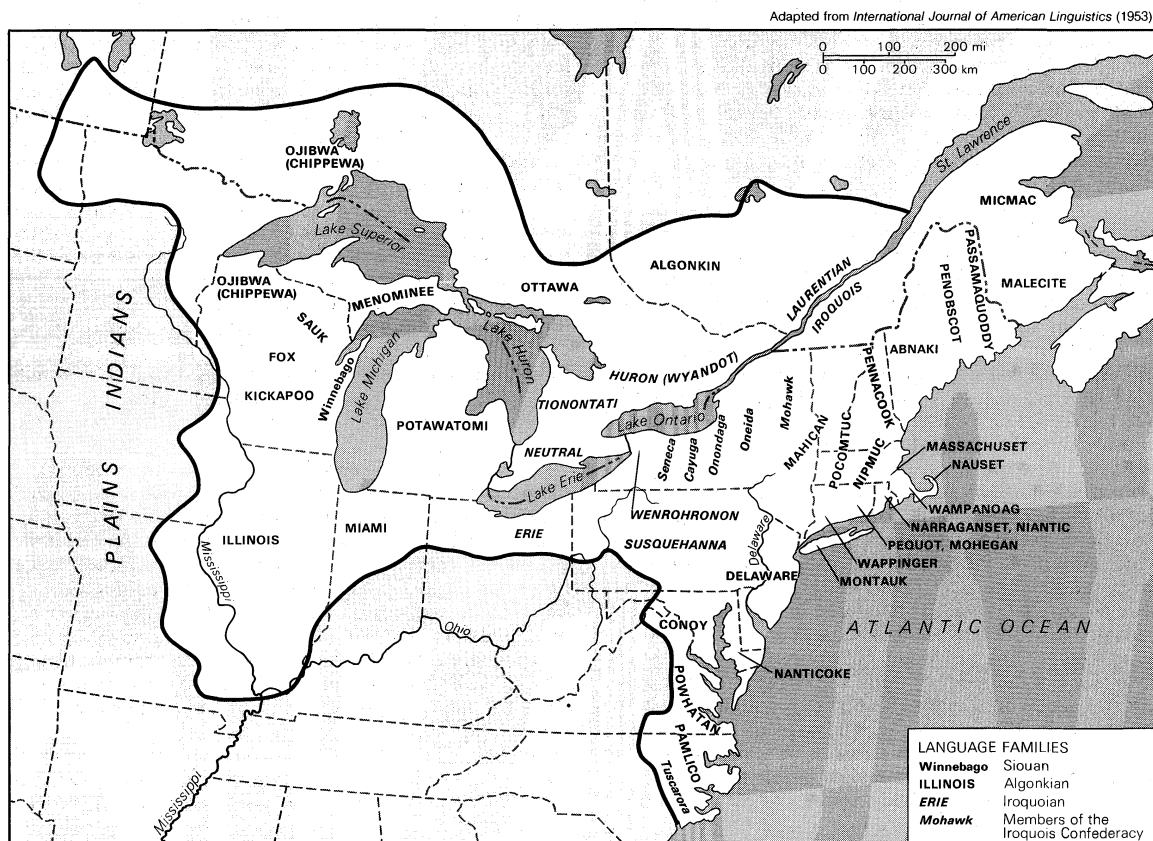 Adapted from International Journal of American Linguistics (1953)
0 100 200 mi
0 100 200 300 km
OJIBWA
(CHIPPEWA)
St. Lawrence
MICMAC
Lake Superior
ALGONKIN
PASSAMAQUODDY
PENOBSCOT
MALECITE
OJIBWA
(CHIPPEWA)
MENOMINEE
OTTAWA
LAURENTIAN
IROQUOIS
SAUK
FOX
KICKAPOO
Winnebago
Lake Michigan
Lake Huron
HURON (WYANDOT)
ABNAKI
PENNACOOK
TIONONTATI
Lake Ontario
POTAWATOMI
NEUTRAL
Seneca
Cayuga
Onondaga
Oneida
Mohawk
MAHICAN
POCOMTUC
NIPMUC
MASSACHUSET
NAUSET
PLAINS INDIANS
Lake Erie
WENROHRONON
WAMPANOAG
NARRAGANSET, NIANTIC
PEQUOT, MOHEGAN
WAPPINGER
MONTAUK
ILLINOIS
MIAMI
ERIE
SUSQUEHANNA
Delaware
DELAWARE
Mississippi
Ohio
CONOY
ATLANTIC OCEAN
NANTICOKE
POWHATAN
PAMLICO
Tuscarora
Mississippi
LANGUAGE FAMILIES
Winnebago Siouan
ILLINOIS Algonkian
ERIE Iroquoian
Mohawk Members of the
Iroquois Confederacy